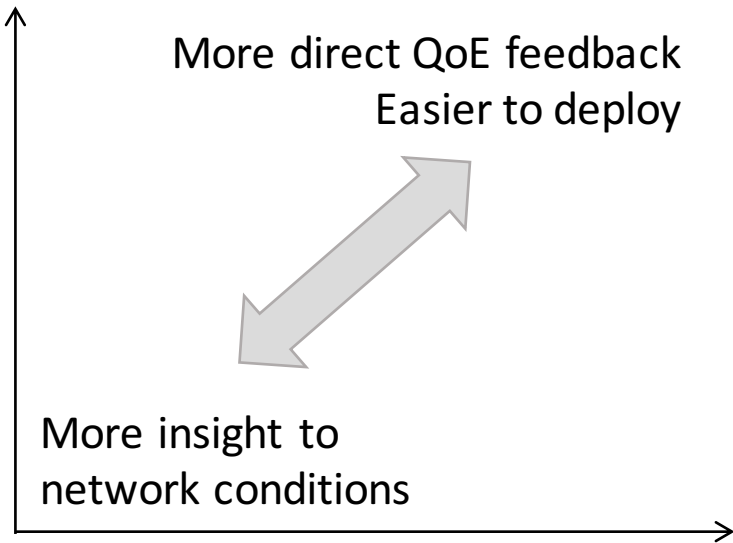 More direct QoE feedback
Easier to deploy
More insight to
network conditions